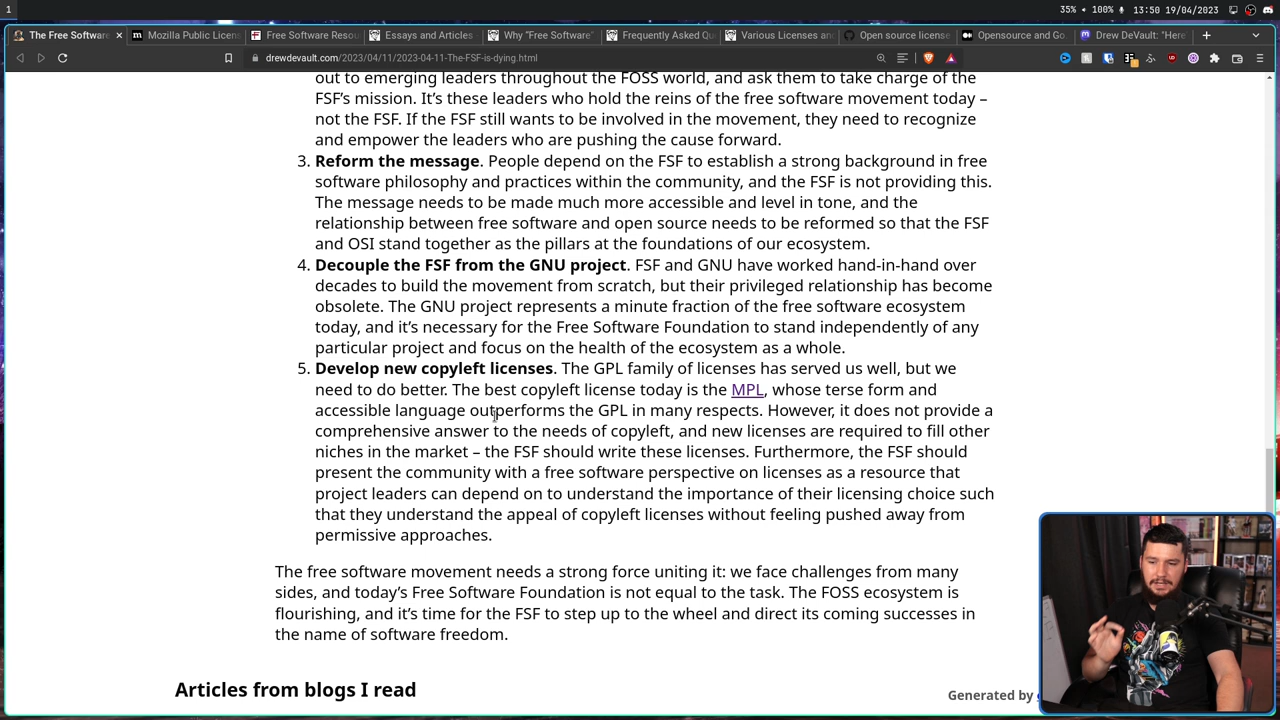 1
35%
100%
13:50 19/04/2023
The Free Software
Mozilla Public Licens
Free Software Resou
Essays and Articles -
Why “Free Software”
Frequently Asked Qu
Various Licenses and
Open source license
Opensource and Go
Drew DeVault: "Here
drewdevault.com/2023/04/11/2023-04-11-The-FSF-is-dying.html
out to emerging leaders throughout the FOSS world, and ask them to take charge of the
FSF’s mission. It’s these leaders who hold the reins of the free software movement today –
not the FSF. If the FSF still wants to be involved in the movement, they need to recognize
and empower the leaders who are pushing the cause forward.
3. Reform the message. People depend on the FSF to establish a strong background in free
software philosophy and practices within the community, and the FSF is not providing this.
The message needs to be made much more accessible and level in tone, and the
relationship between free software and open source needs to be reformed so that the FSF
and OSI stand together as the pillars at the foundations of our ecosystem.
4. Decouple the FSF from the GNU project. FSF and GNU have worked hand-in-hand over
decades to build the movement from scratch, but their privileged relationship has become
obsolete. The GNU project represents a minute fraction of the free software ecosystem
today, and it’s necessary for the Free Software Foundation to stand independently of any
particular project and focus on the health of the ecosystem as a whole.
5. Develop new copyleft licenses. The GPL family of licenses has served us well, but we
need to do better. The best copyleft license today is the MPL, whose terse form and
accessible language outperforms the GPL in many respects. However, it does not provide a
comprehensive answer to the needs of copyleft, and new licenses are required to fill other
niches in the market – the FSF should write these licenses. Furthermore, the FSF should
present the community with a free software perspective on licenses as a resource that
project leaders can depend on to understand the importance of their licensing choice such
that they understand the appeal of copyleft licenses without feeling pushed away from
permissive approaches.
The free software movement needs a strong force uniting it: we face challenges from many
sides, and today’s Free Software Foundation is not equal to the task. The FOSS ecosystem is
flourishing, and it’s time for the FSF to step up to the wheel and direct its coming successes in
the name of software freedom.
Articles from blogs I read
Generated by